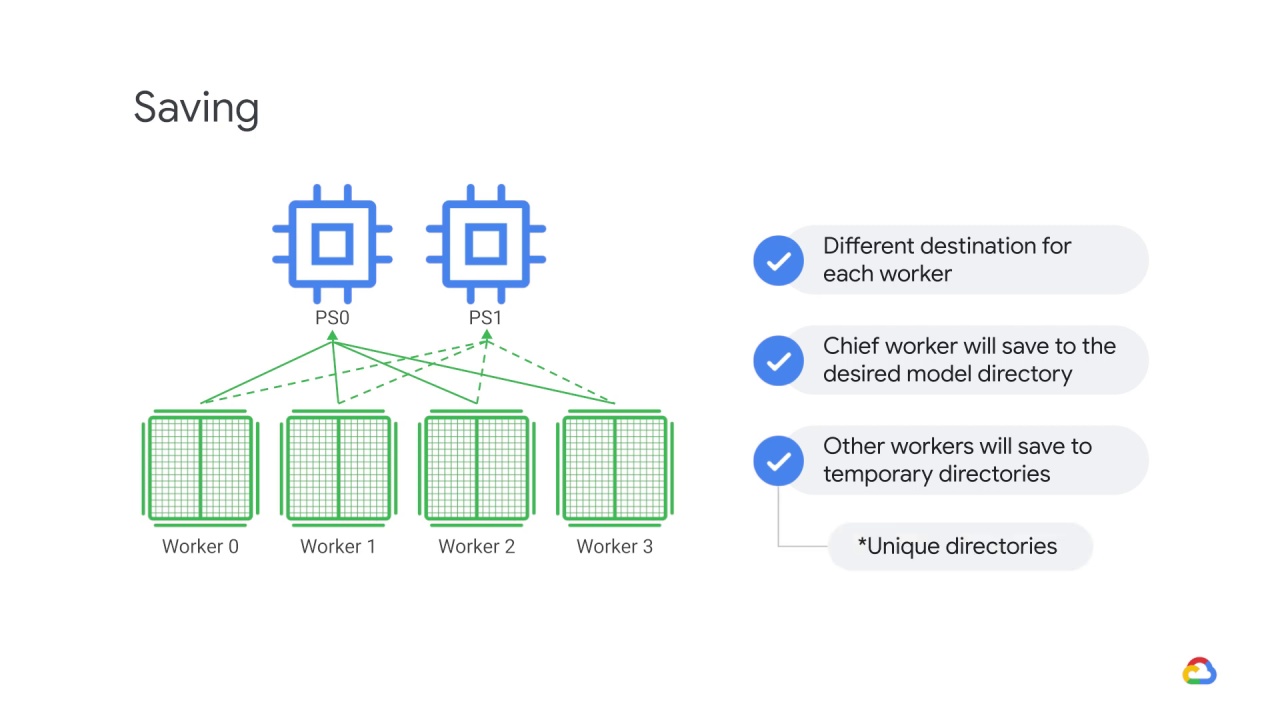 Saving
PS0
PS1
Worker 0
Worker 1
Worker 2
Worker 3
Different destination for
each worker
Chief worker will save to the
desired model directory
Other workers will save to
temporary directories
*Unique directories